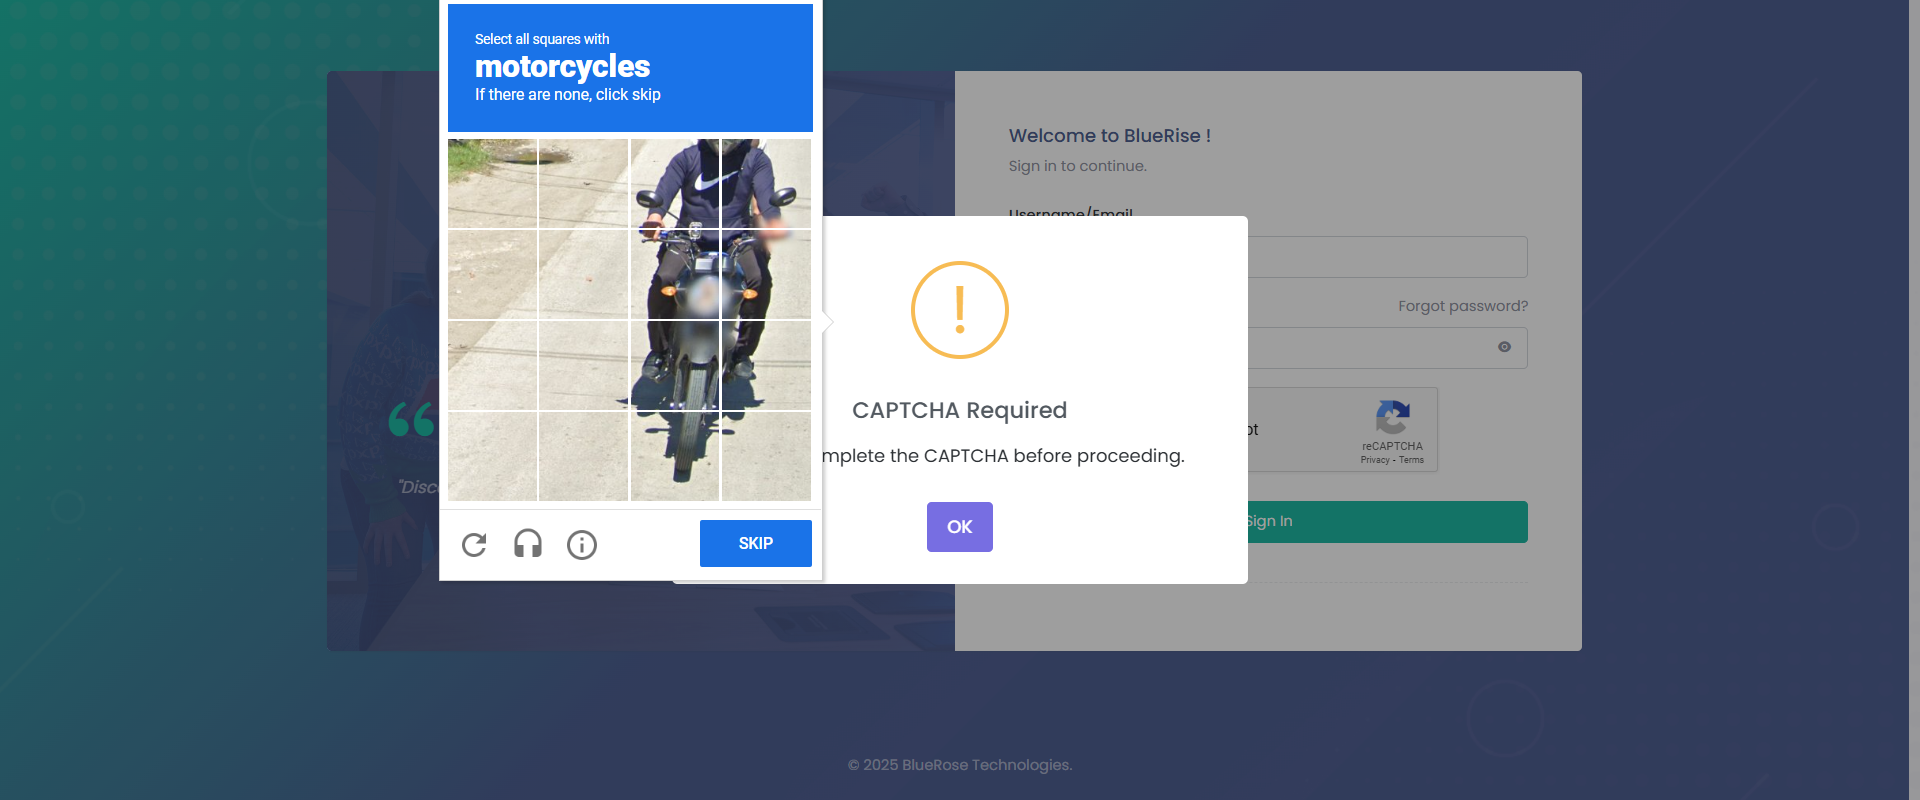 Select all squares with
motorcycles
If there are none, click skip
SKIP
Welcome to BlueRise !
Sign in to continue.
Username/Email
Forgot password?
reCAPTCHA
Privacy - Terms
CAPTCHA Required
mplete the CAPTCHA before proceeding.
OK
Sign In
“
"Disc
© 2025 BlueRose Technologies.